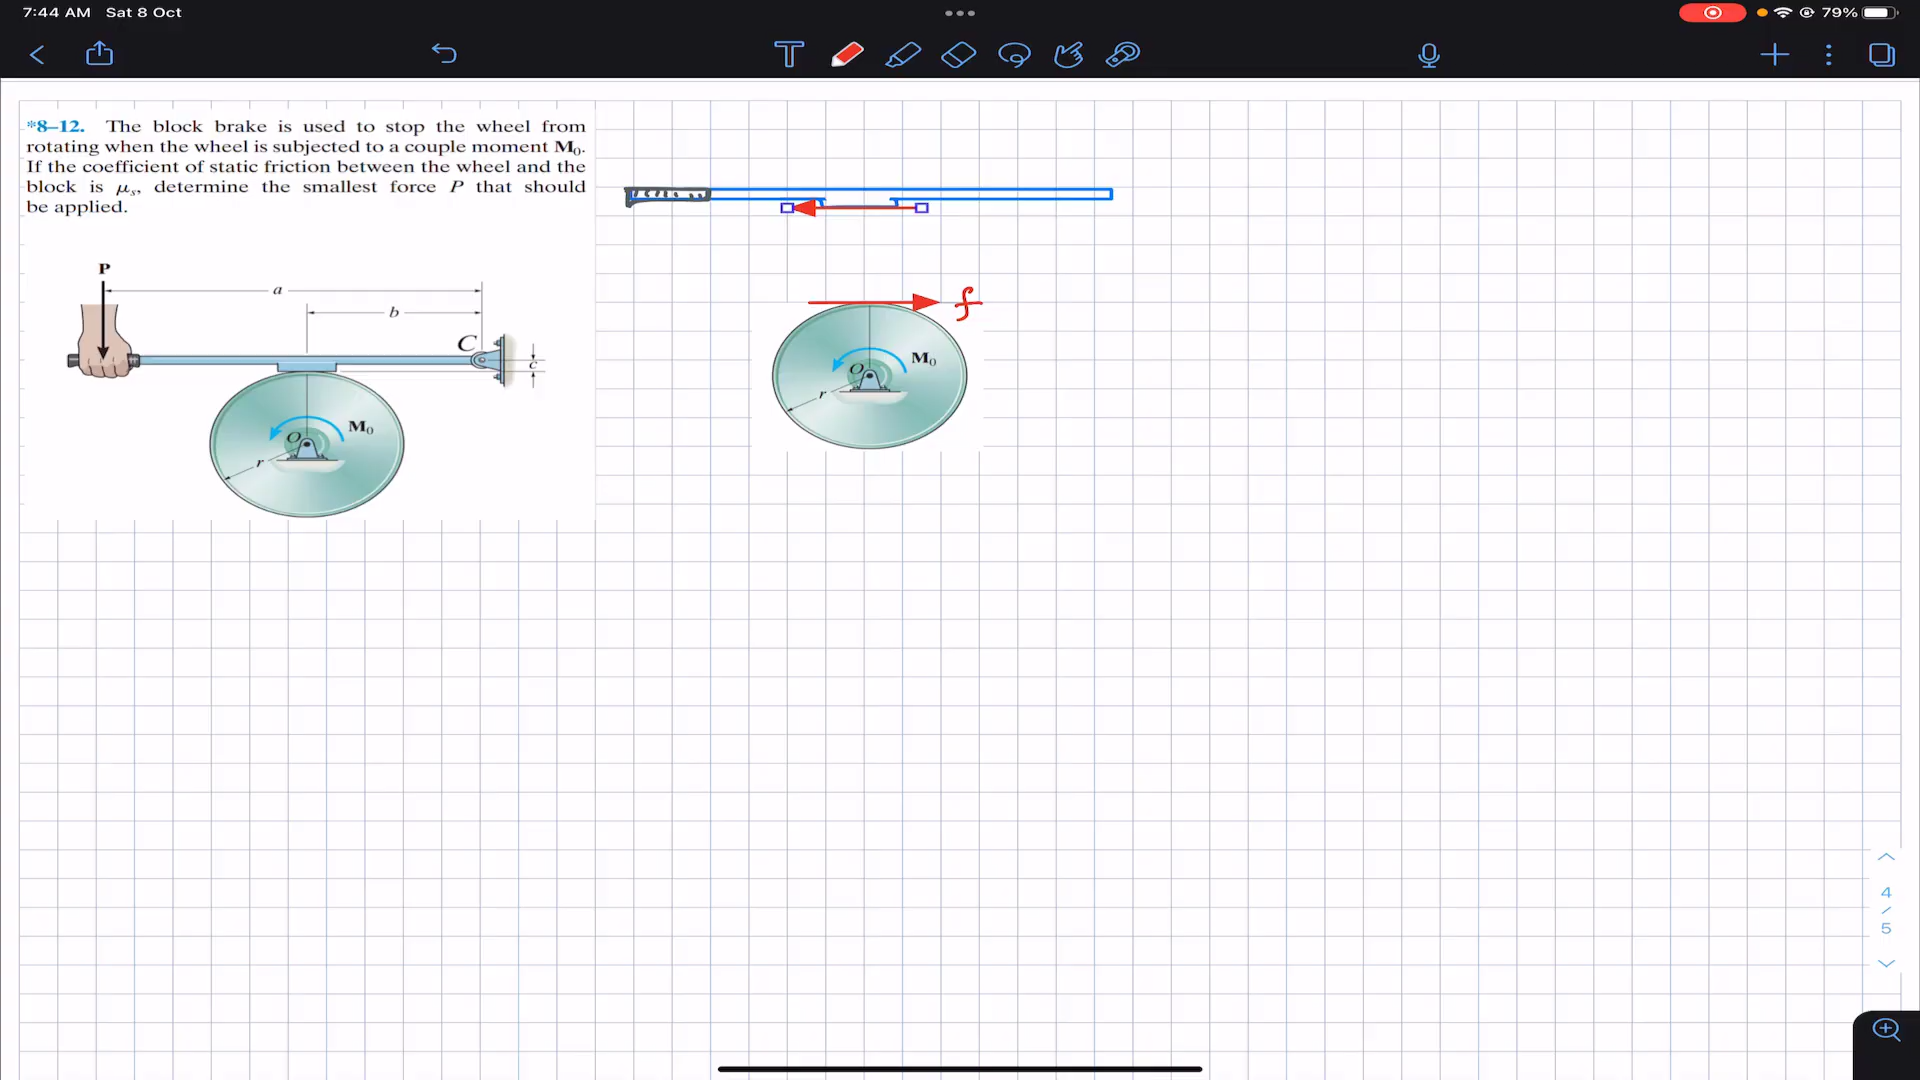 7:44 AM Sat 8 Oct
79%
*8–12. The block brake is used to stop the wheel from
rotating when the wheel is subjected to a couple moment M₀.
If the coefficient of static friction between the wheel and the
block is μₛ, determine the smallest force P that should
be applied.
P
a
b
C
c
M₀
O
r
f
M₀
O
r
4
/
5